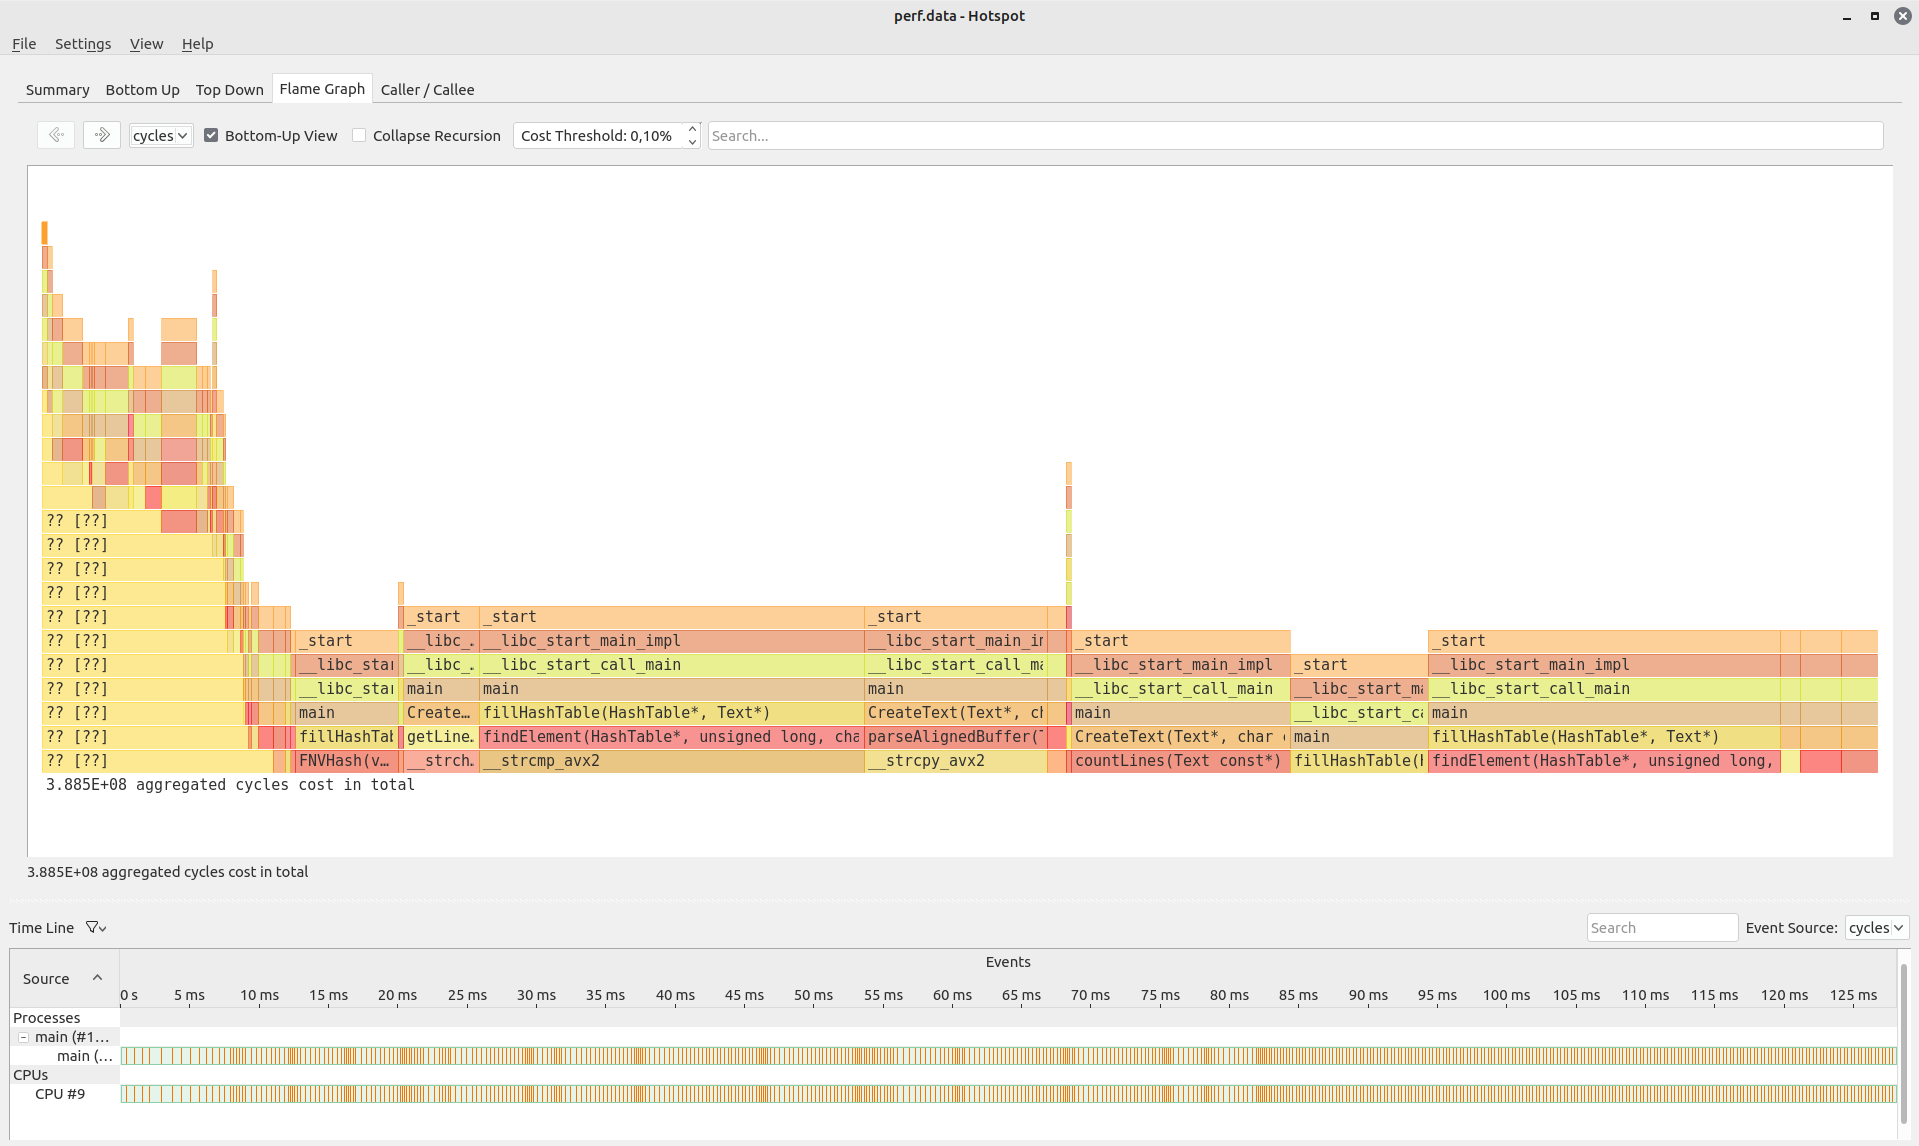 perf.data - Hotspot
File Settings View Help
Summary Bottom Up Top Down Flame Graph Caller / Callee
cycles Bottom-Up View Collapse Recursion Cost Threshold: 0,10% Search...
?? [??]
?? [??]
?? [??]
?? [??]
?? [??] _start _start _start
?? [??] _start __libc_. __libc_start_main_impl __libc_start_main_im _start _start
?? [??] __libc_star __libc_. __libc_start_call_main __libc_start_call_ma __libc_start_main_impl _start __libc_start_main_impl
?? [??] __libc_star main main main __libc_start_call_main __libc_start_ma __libc_start_call_main
?? [??] main Create… fillHashTable(HashTable*, Text*) CreateText(Text*, ch main __libc_start_ca main
?? [??] fillHashTab getLine. findElement(HashTable*, unsigned long, cha parseAlignedBuffer(T CreateText(Text*, char c main fillHashTable(HashTable*, Text*)
?? [??] FNVHash(v… __strch. __strcmp_avx2 __strcpy_avx2 countLines(Text const*) fillHashTable(H findElement(HashTable*, unsigned long,
3.885E+08 aggregated cycles cost in total
3.885E+08 aggregated cycles cost in total
Time Line Search Event Source: cycles
Source Events
0 s 5 ms 10 ms 15 ms 20 ms 25 ms 30 ms 35 ms 40 ms 45 ms 50 ms 55 ms 60 ms 65 ms 70 ms 75 ms 80 ms 85 ms 90 ms 95 ms 100 ms 105 ms 110 ms 115 ms 120 ms 125 ms
Processes
main (#1…
main (…
CPUs
CPU #9